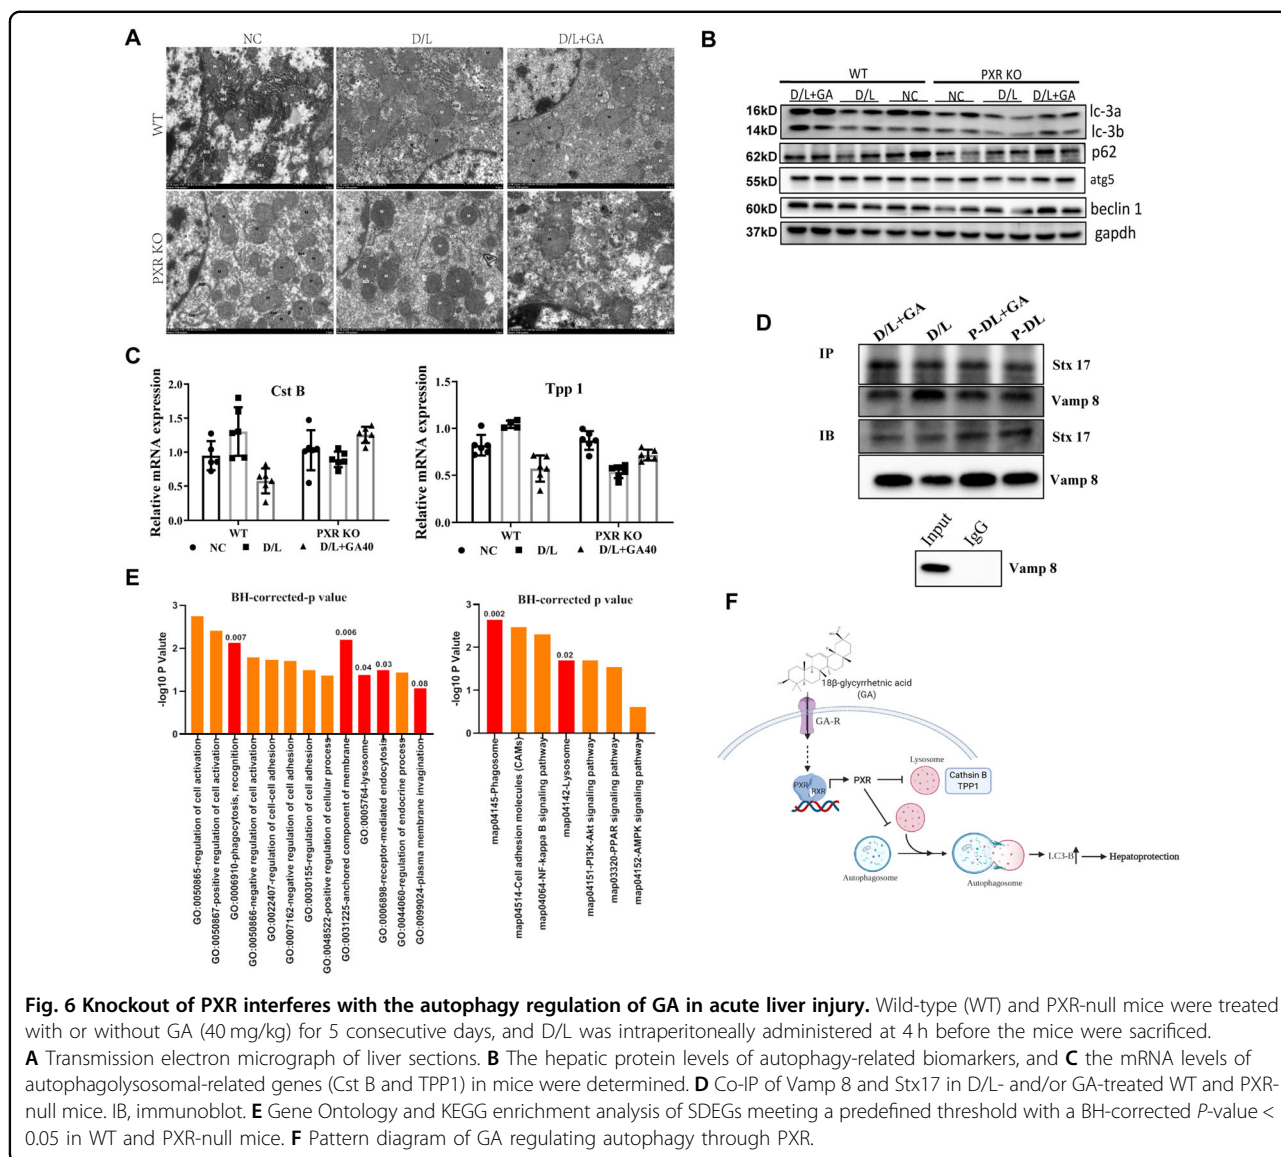 A
NC
D/L
D/L+GA
WT
PXR KO
B
WT
PXR KO
D/L+GA
D/L
NC
NC
D/L
D/L+GA
16kD
lc-3a
14kD
lc-3b
62kD
p62
55kD
atg5
60kD
beclin 1
37kD
gapdh
C
Relative mRNA expression
2.0
1.5
1.0
0.5
0.0
Cst B
WT
PXR KO
NC
D/L
D/L+GA40
Relative mRNA expression
1.5
1.0
0.5
0.0
Tpp 1
WT
PXR KO
NC
D/L
D/L+GA40
D
D/L+GA
D/L
P-DL+GA
P-DL
IP
Stx 17
Vamp 8
IB
Stx 17
Vamp 8
Input
IgG
Vamp 8
E
BH-corrected-p value
-log10 P Valute
3
2
1
0
0.007
0.006
0.04
0.03
0.08
GO:0050865-regulation of cell activation
GO:0050867-positive regulation of cell activation
GO:0006910-phagocytosis, recognition
GO:0050866-negative regulation of cell activation
GO:0022407-regulation of cell-cell adhesion
GO:0007162-negative regulation of cell adhesion
GO:0030155-regulation of cell adhesion
GO:0048522-positive regulation of cellular process
GO:0031225-anchored component of membrane
GO:0005764-lysosome
GO:0006898-receptor-mediated endocytosis
GO:0044060-regulation of endocrine process
GO:0099024-plasma membrane invagination
BH-corrected p value
-log10 P Valute
3
2
1
0
0.002
0.02
map04145-Phagosome
map04514-Cell adhesion molecules (CAMs)
map04064-NF-kappa B signaling pathway
map04142-Lysosome
map04151-PI3K-Akt signaling pathway
map03320-PPAR signaling pathway
map04152-AMPK signaling pathway
F
18β-glycyrrhetnic acid
(GA)
GA-R
PXR
RXR
PXR
Lysosome
Cathsin B
TPP1
Autophagosome
Autophagosome
LC3-B
Hepatoprotection
Fig. 6 Knockout of PXR interferes with the autophagy regulation of GA in acute liver injury. Wild-type (WT) and PXR-null mice were treated
with or without GA (40 mg/kg) for 5 consecutive days, and D/L was intraperitoneally administered at 4 h before the mice were sacrificed.
A Transmission electron micrograph of liver sections. B The hepatic protein levels of autophagy-related biomarkers, and C the mRNA levels of
autophagolysosomal-related genes (Cst B and TPP1) in mice were determined. D Co-IP of Vamp 8 and Stx17 in D/L- and/or GA-treated WT and PXR-
null mice. IB, immunoblot. E Gene Ontology and KEGG enrichment analysis of SDEGs meeting a predefined threshold with a BH-corrected P-value <
0.05 in WT and PXR-null mice. F Pattern diagram of GA regulating autophagy through PXR.